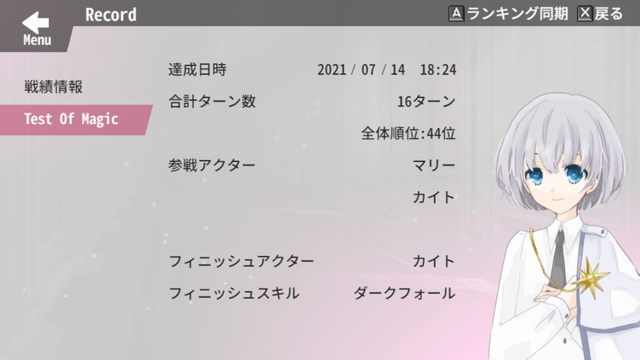 Record
Aランキング同期 X戻る
Menu
戦績情報
Test Of Magic
達成日時 2021/ 07/ 14 18:24
合計ターン数 16ターン
全体順位:44位
参戦アクター マリー
カイト
フィニッシュアクター カイト
フィニッシュスキル ダークフォール